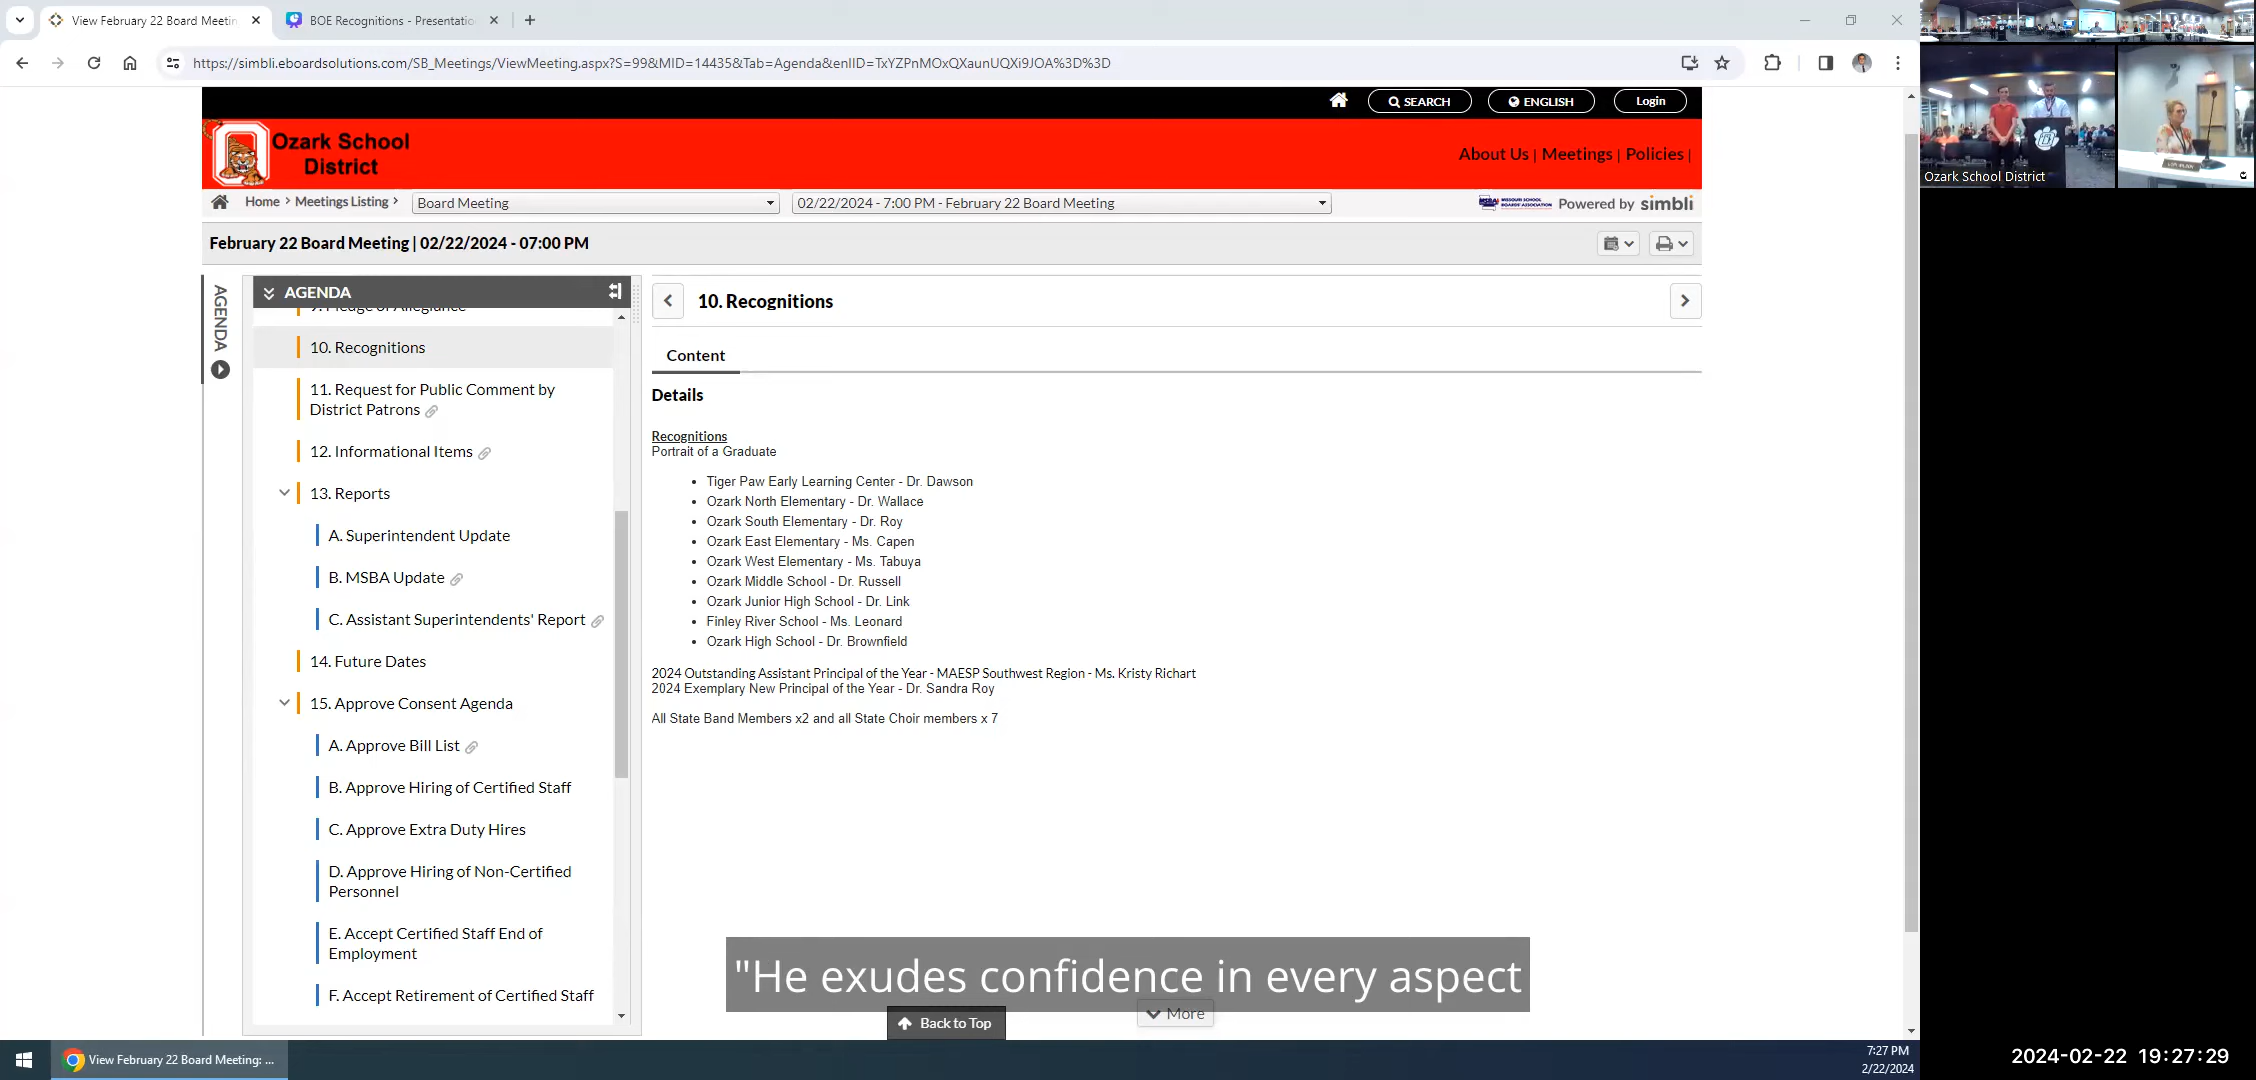 View February 22 Board Meetin
BOE Recognitions - Presentatio
https://simbli.eboardsolutions.com/SB_Meetings/ViewMeeting.aspx?S=99&MID=14435&Tab=Agenda&enIID=TxYZPnMOxQXaunUQXi9JOA%3D%3D
SEARCH
ENGLISH
Login
Ozark School
District
About Us | Meetings | Policies |
Home > Meetings Listing >
Board Meeting
02/22/2024 - 7:00 PM - February 22 Board Meeting
MSBA MISSOURI SCHOOL BOARDS' ASSOCIATION
Powered by simbli
February 22 Board Meeting | 02/22/2024 - 07:00 PM
AGENDA
AGENDA
9. Pledge of Allegiance
10. Recognitions
11. Request for Public Comment by
District Patrons
12. Informational Items
13. Reports
A. Superintendent Update
B. MSBA Update
C. Assistant Superintendents' Report
14. Future Dates
15. Approve Consent Agenda
A. Approve Bill List
B. Approve Hiring of Certified Staff
C. Approve Extra Duty Hires
D. Approve Hiring of Non-Certified
Personnel
E. Accept Certified Staff End of
Employment
F. Accept Retirement of Certified Staff
10. Recognitions
Content
Details
Recognitions
Portrait of a Graduate
• Tiger Paw Early Learning Center - Dr. Dawson
• Ozark North Elementary - Dr. Wallace
• Ozark South Elementary - Dr. Roy
• Ozark East Elementary - Ms. Capen
• Ozark West Elementary - Ms. Tabuya
• Ozark Middle School - Dr. Russell
• Ozark Junior High School - Dr. Link
• Finley River School - Ms. Leonard
• Ozark High School - Dr. Brownfield
2024 Outstanding Assistant Principal of the Year - MAESP Southwest Region - Ms. Kristy Richart
2024 Exemplary New Principal of the Year - Dr. Sandra Roy
All State Band Members x2 and all State Choir members x 7
"He exudes confidence in every aspect
Back to Top
More
View February 22 Board Meeting: ...
7:27 PM
2/22/2024
Ozark School District
2024-02-22 19:27:29